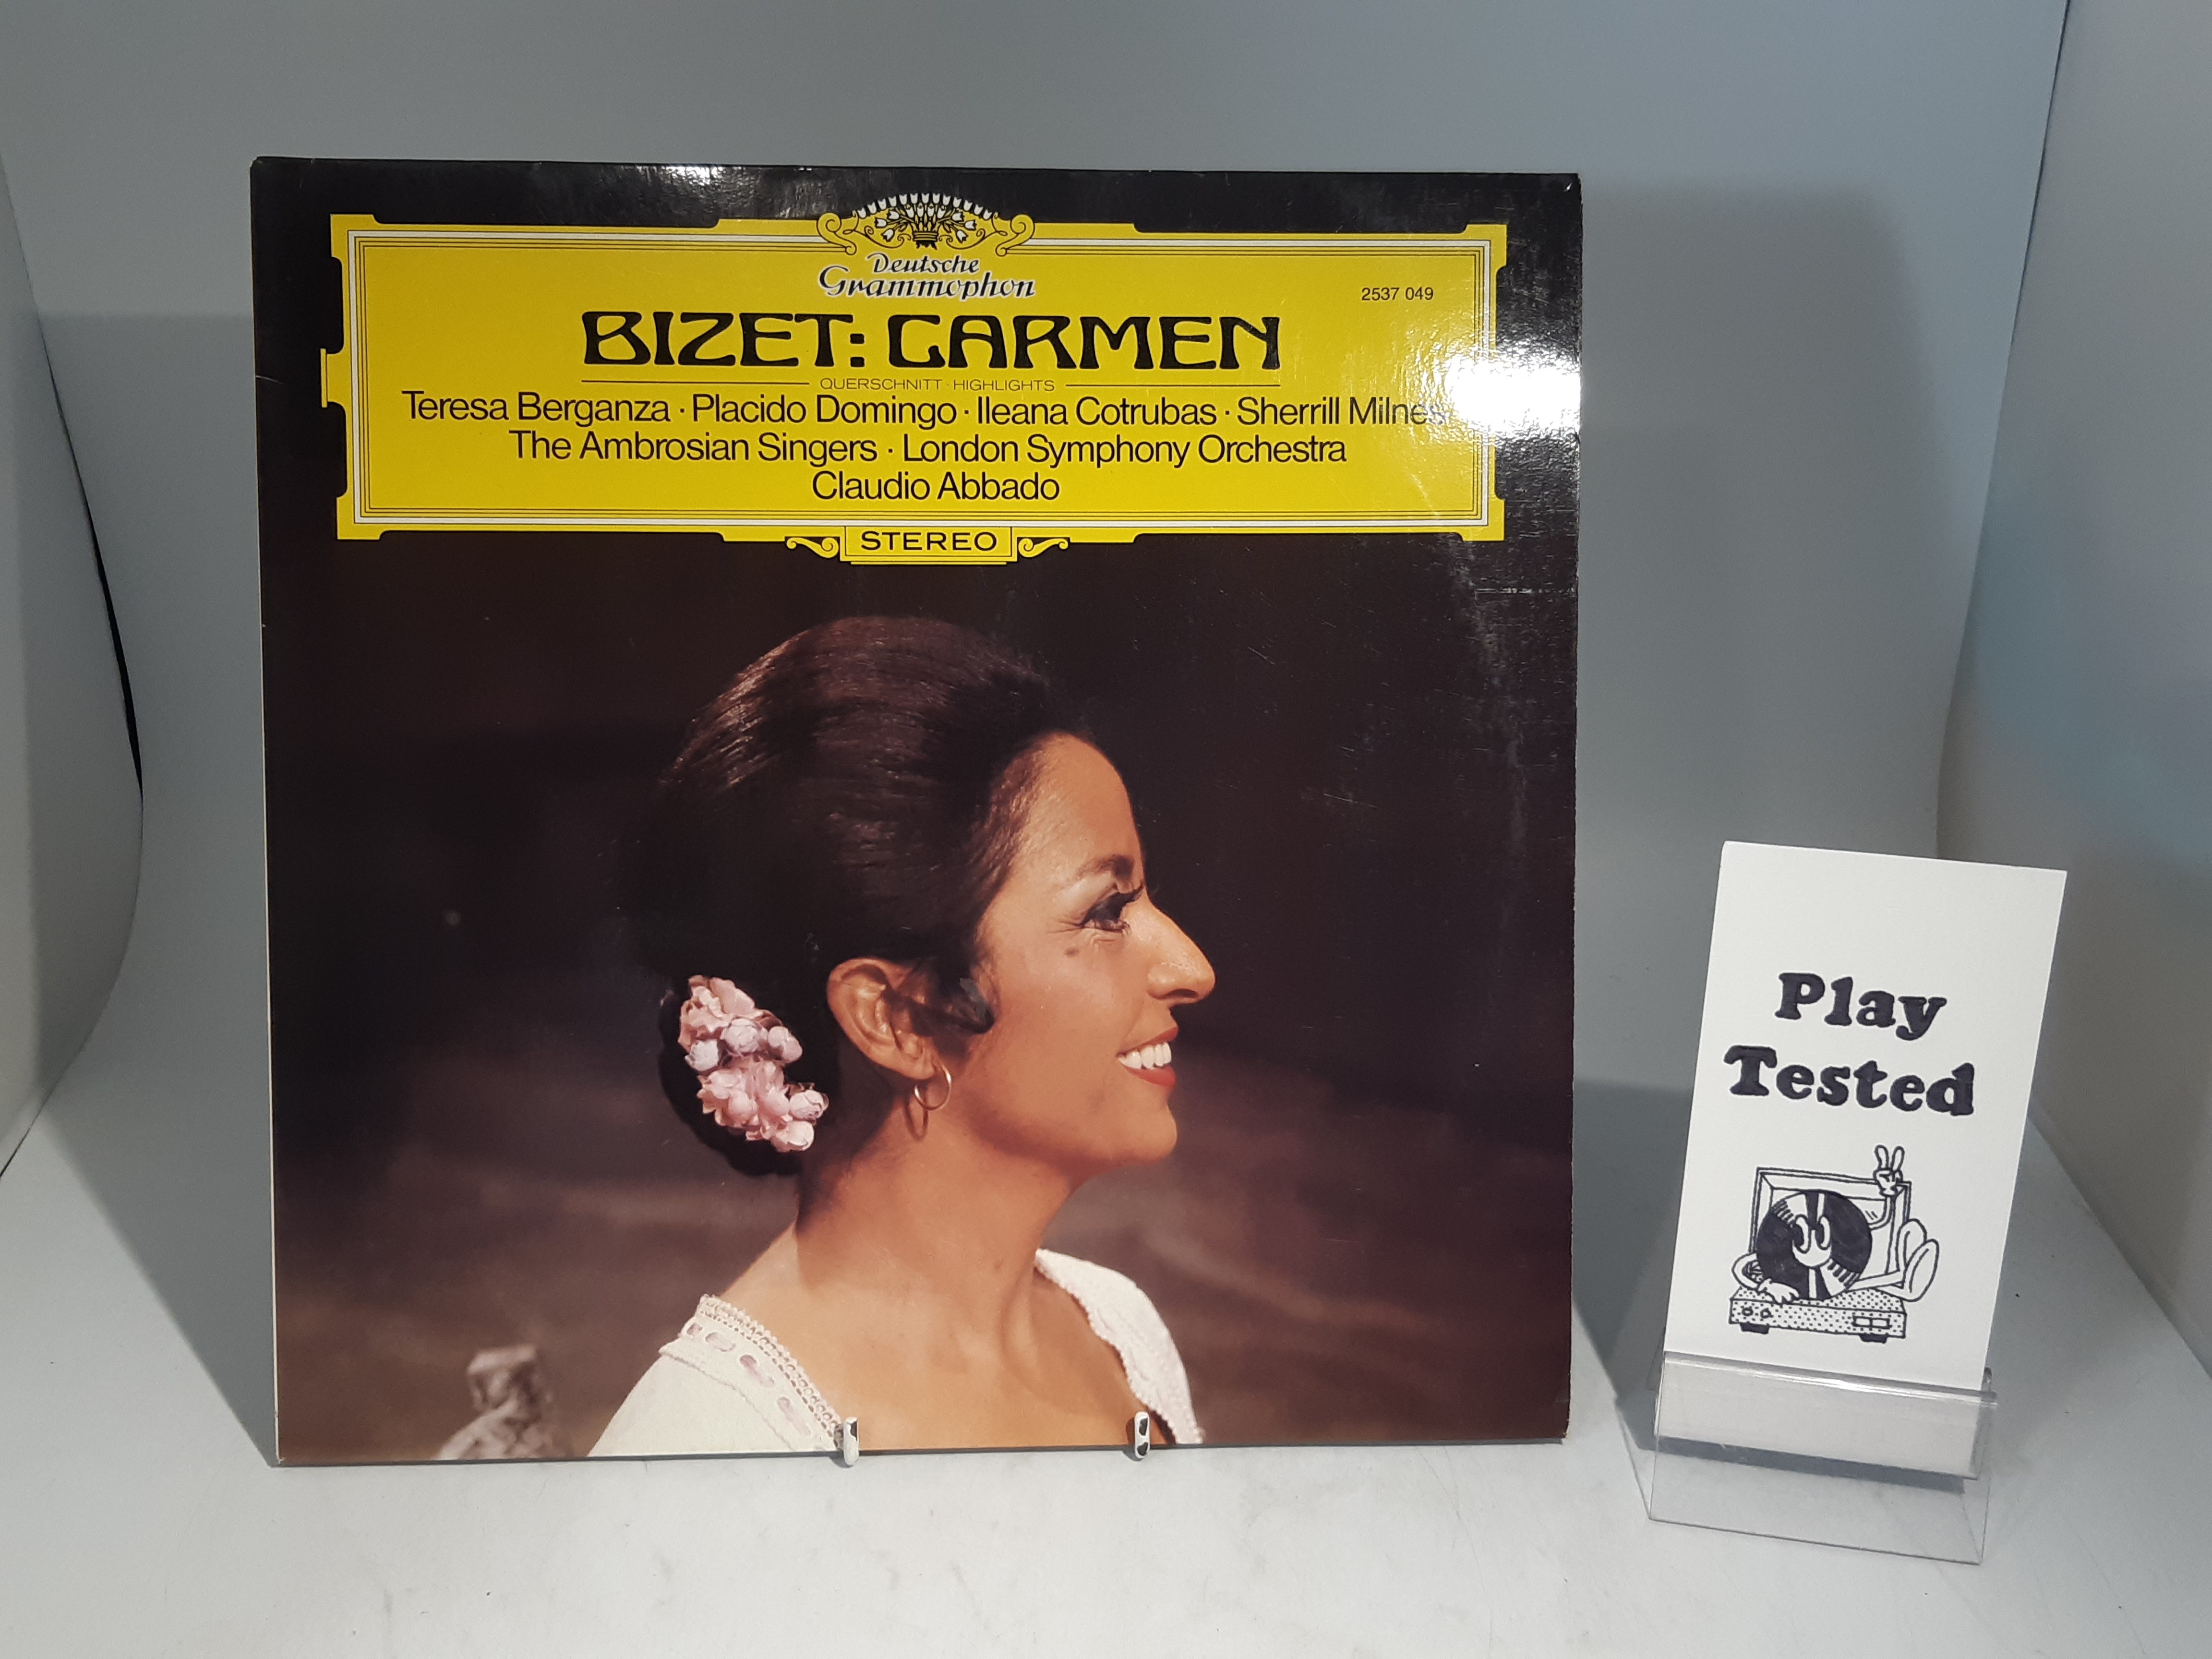 Deutsche
Grammophon
2537 049
BIZET: CARMEN
QUERSCHNITT · HIGHLIGHTS
Teresa Berganza · Placido Domingo · Ileana Cotrubas · Sherrill Milnes
The Ambrosian Singers · London Symphony Orchestra
Claudio Abbado
STEREO
Play
Tested